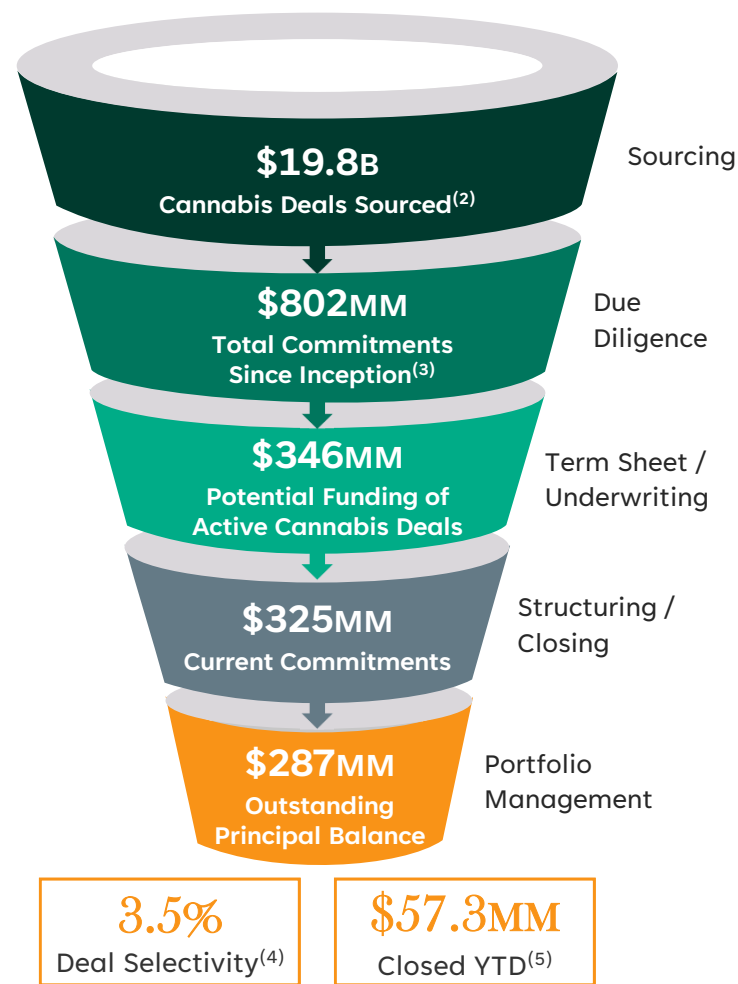 $19.8B
Cannabis Deals Sourced(2)
Sourcing
$802MM
Total Commitments
Since Inception(3)
Due
Diligence
$346MM
Potential Funding of
Active Cannabis Deals
Term Sheet /
Underwriting
$325MM
Current Commitments
Structuring /
Closing
$287MM
Outstanding
Principal Balance
Portfolio
Management
3.5%
Deal Selectivity(4)
$57.3MM
Closed YTD(5)